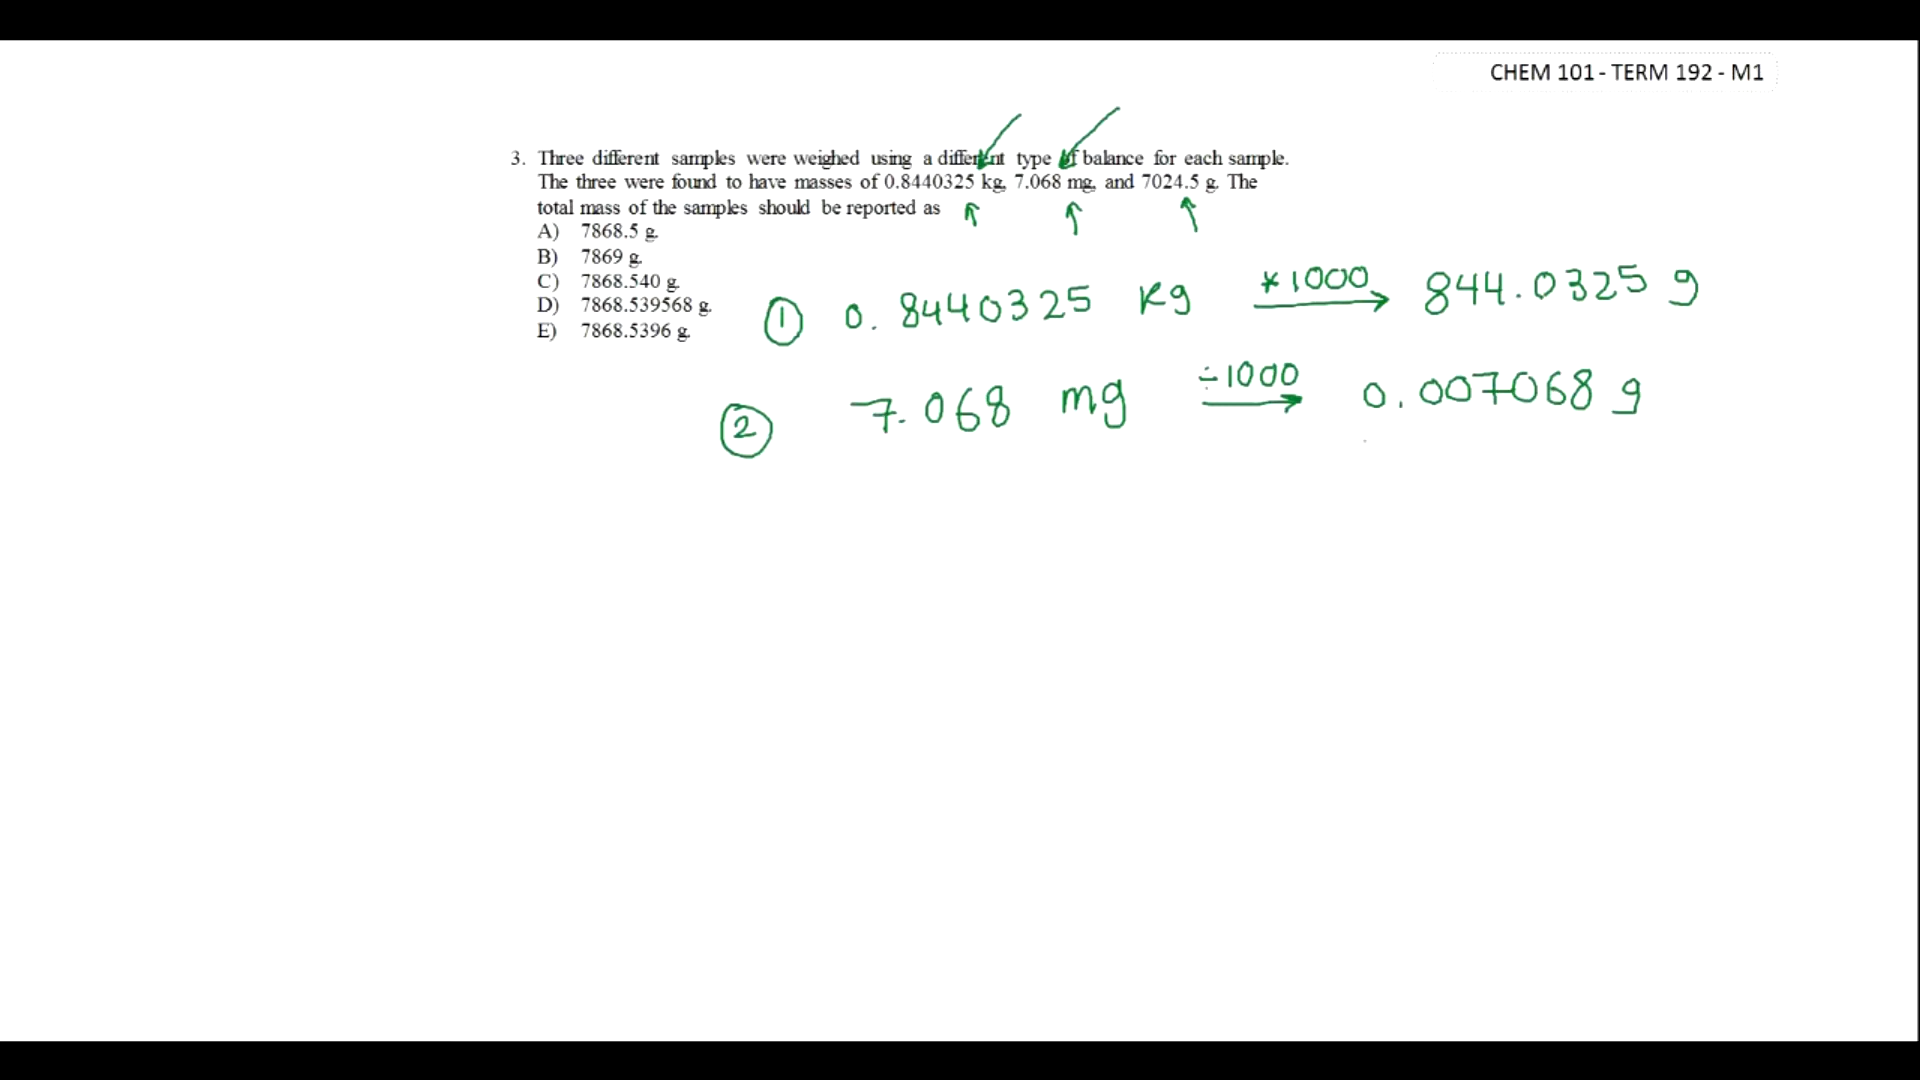 CHEM 101 - TERM 192 - M1
3. Three different samples were weighed using a different type of balance for each sample.
The three were found to have masses of 0.8440325 kg, 7.068 mg, and 7024.5 g. The
total mass of the samples should be reported as
A) 7868.5 g.
B) 7869 g.
C) 7868.540 g.
D) 7868.539568 g.
E) 7868.5396 g.
① 0.8440325 Kg *1000 → 844.0325 g
② 7.068 mg ÷1000 → 0.007068 g